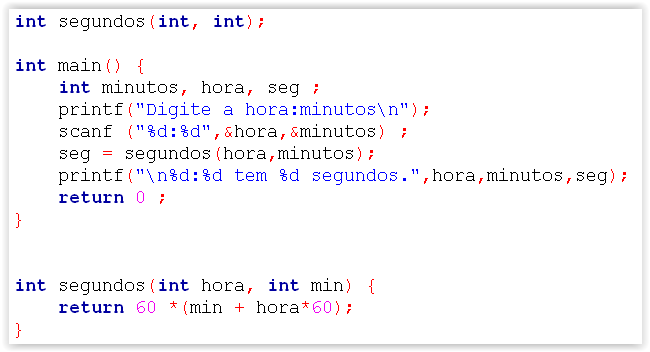 int segundos(int, int);
int main() {
int minutos, hora, seg ;
printf("Digite a hora:minutos\n");
scanf ("%d:%d",&hora,&minutos) ;
seg = segundos(hora,minutos);
printf("\n%d:%d tem %d segundos.",hora,minutos,seg);
return 0 ;
}
int segundos(int hora, int min) {
return 60 *(min + hora*60);
}